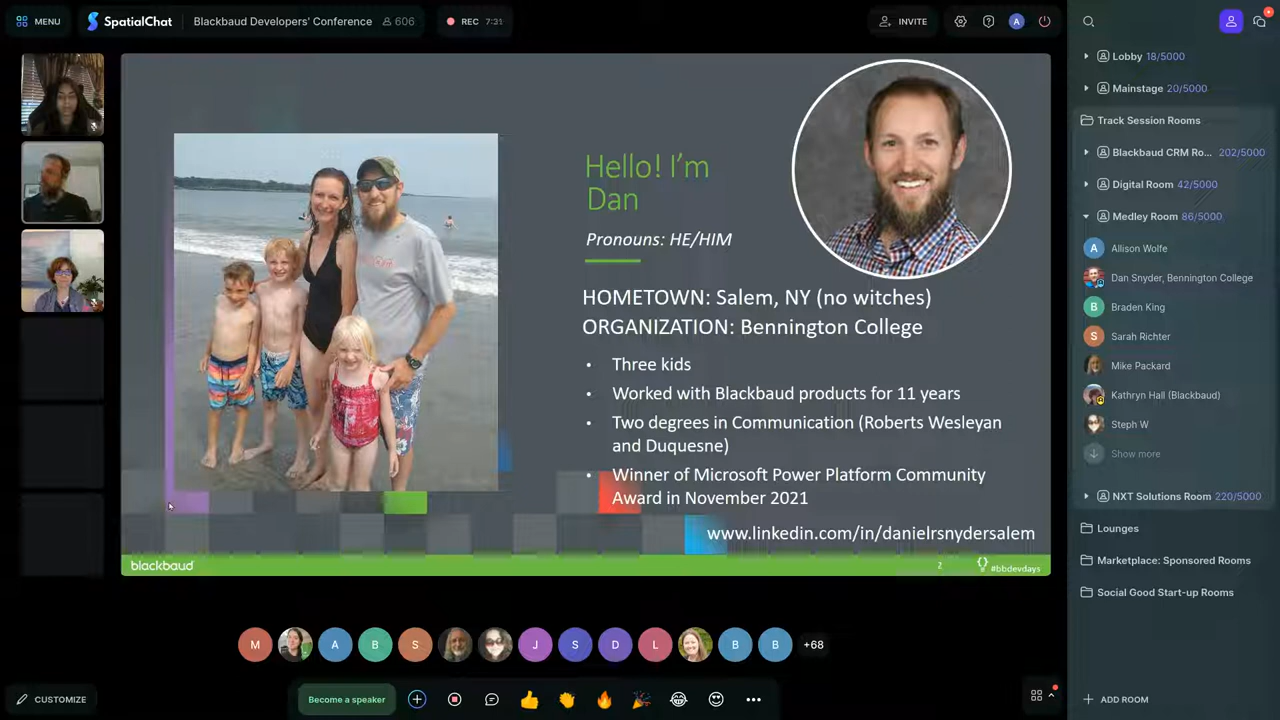 MENU
SpatialChat
Blackbaud Developers' Conference
606
REC 7:21
INVITE
A
Hello! I'm
Dan
Pronouns: HE/HIM
HOMETOWN: Salem, NY (no witches)
ORGANIZATION: Bennington College
• Three kids
• Worked with Blackbaud products for 11 years
• Two degrees in Communication (Roberts Wesleyan
and Duquesne)
• Winner of Microsoft Power Platform Community
Award in November 2021
www.linkedin.com/in/danielrsnydersalem
blackbaud
2
#bbdevdays
M
A
B
S
J
S
D
L
B
B
+68
CUSTOMIZE
Become a speaker
Lobby 18/5000
Mainstage 20/5000
Track Session Rooms
Blackbaud CRM Ro... 202/5000
Digital Room 42/5000
Medley Room 86/5000
A Allison Wolfe
Dan Snyder, Bennington College
B Braden King
S Sarah Richter
Mike Packard
Kathryn Hall (Blackbaud)
Steph W
Show more
NXT Solutions Room 220/5000
Lounges
Marketplace: Sponsored Rooms
Social Good Start-up Rooms
ADD ROOM